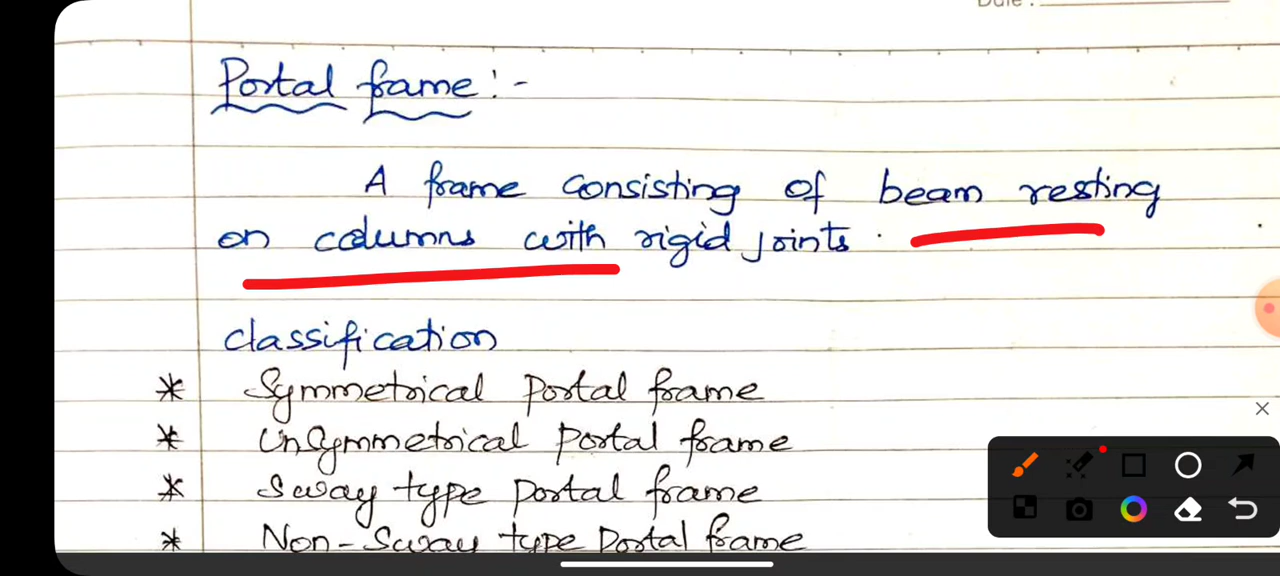 Portal frame:-
A frame consisting of beam resting
on columns with rigid joints.
classification
* Symmetrical Portal frame
* Unsymmetrical Portal frame
* Sway type Portal frame
* Non-Sway type Portal frame